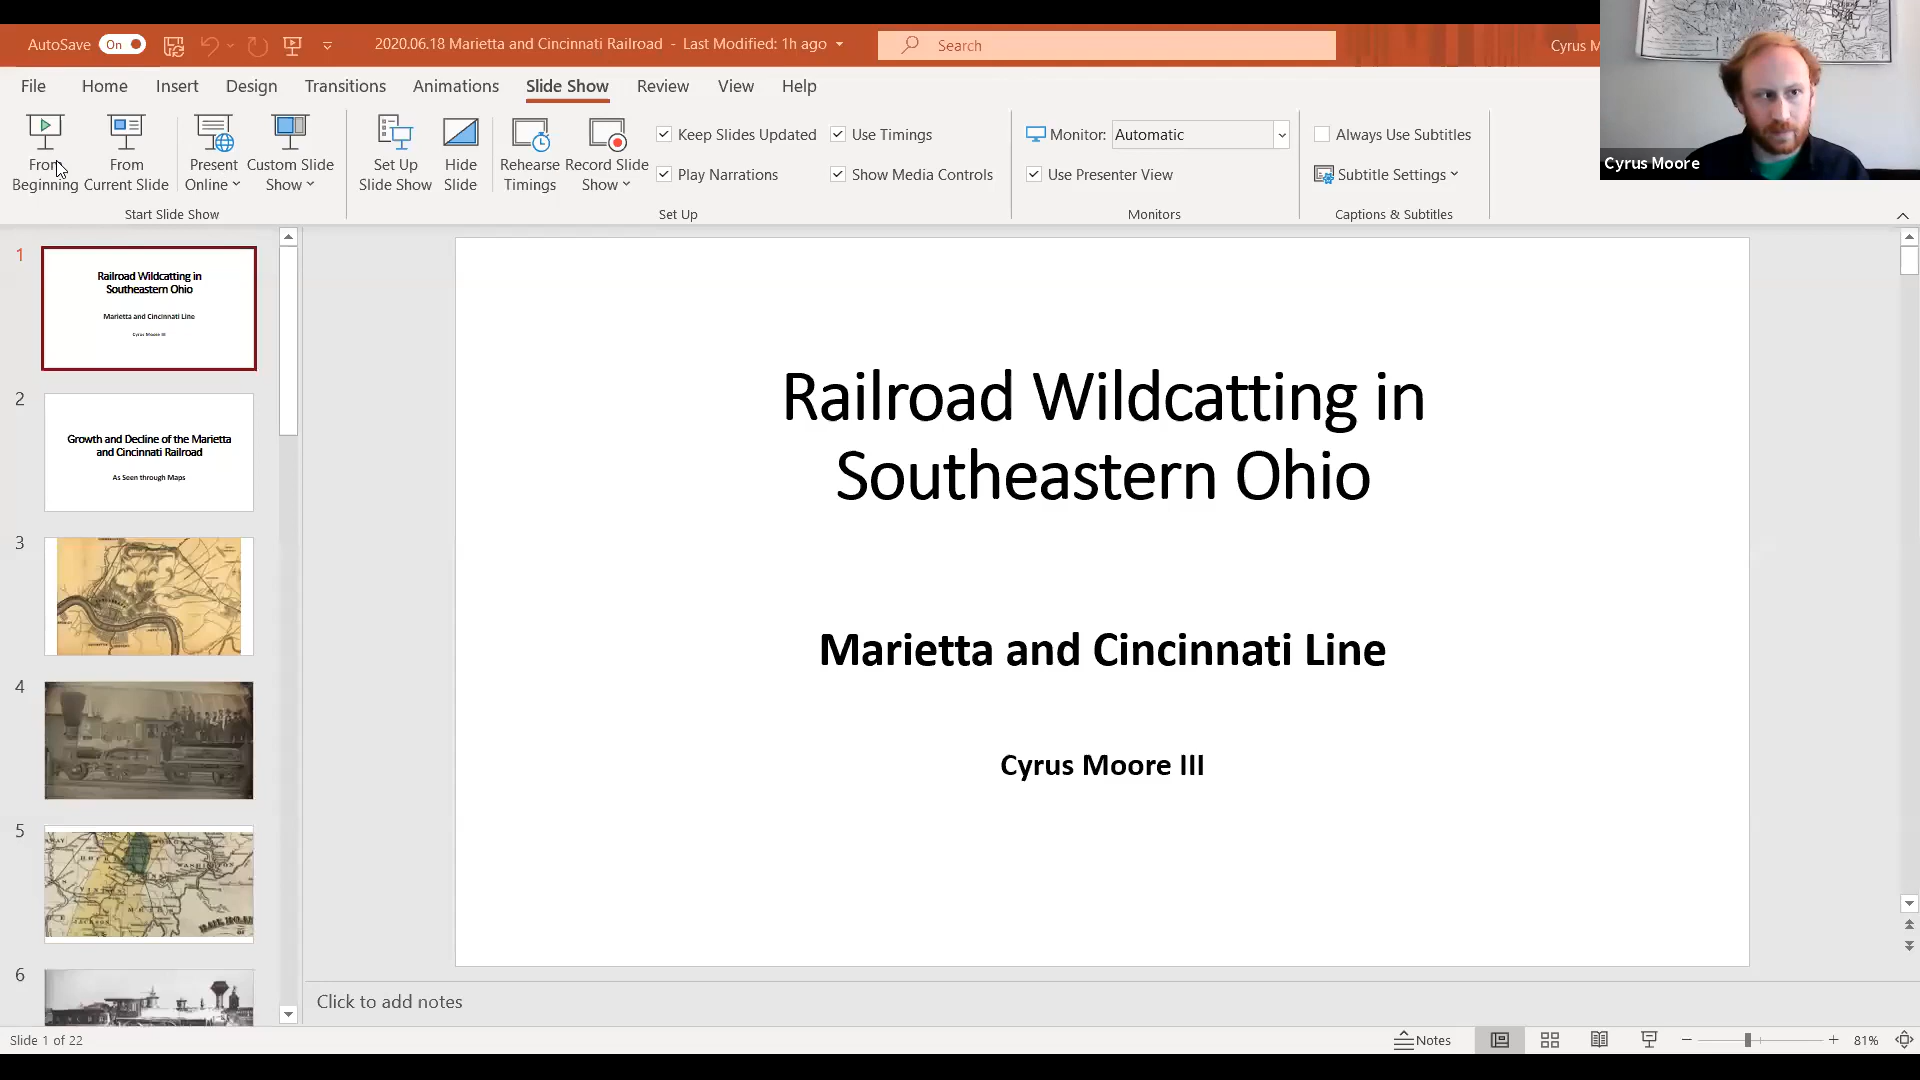 AutoSave On 2020.06.18 Marietta and Cincinnati Railroad - Last Modified: 1h ago Search Cyrus M
File Home Insert Design Transitions Animations Slide Show Review View Help
From Beginning
From Current Slide
Present Online
Custom Slide Show
Start Slide Show
Set Up Slide Show
Hide Slide
Rehearse Timings
Record Slide Show
Keep Slides Updated
Play Narrations
Use Timings
Show Media Controls
Set Up
Monitor: Automatic
Use Presenter View
Monitors
Always Use Subtitles
Subtitle Settings
Captions & Subtitles
Cyrus Moore
1
Railroad Wildcatting in
Southeastern Ohio
Marietta and Cincinnati Line
Cyrus Moore III
2
Growth and Decline of the Marietta
and Cincinnati Railroad
As Seen through Maps
3
4
5
6
Railroad Wildcatting in
Southeastern Ohio
Marietta and Cincinnati Line
Cyrus Moore III
Click to add notes
Slide 1 of 22 Notes 81%